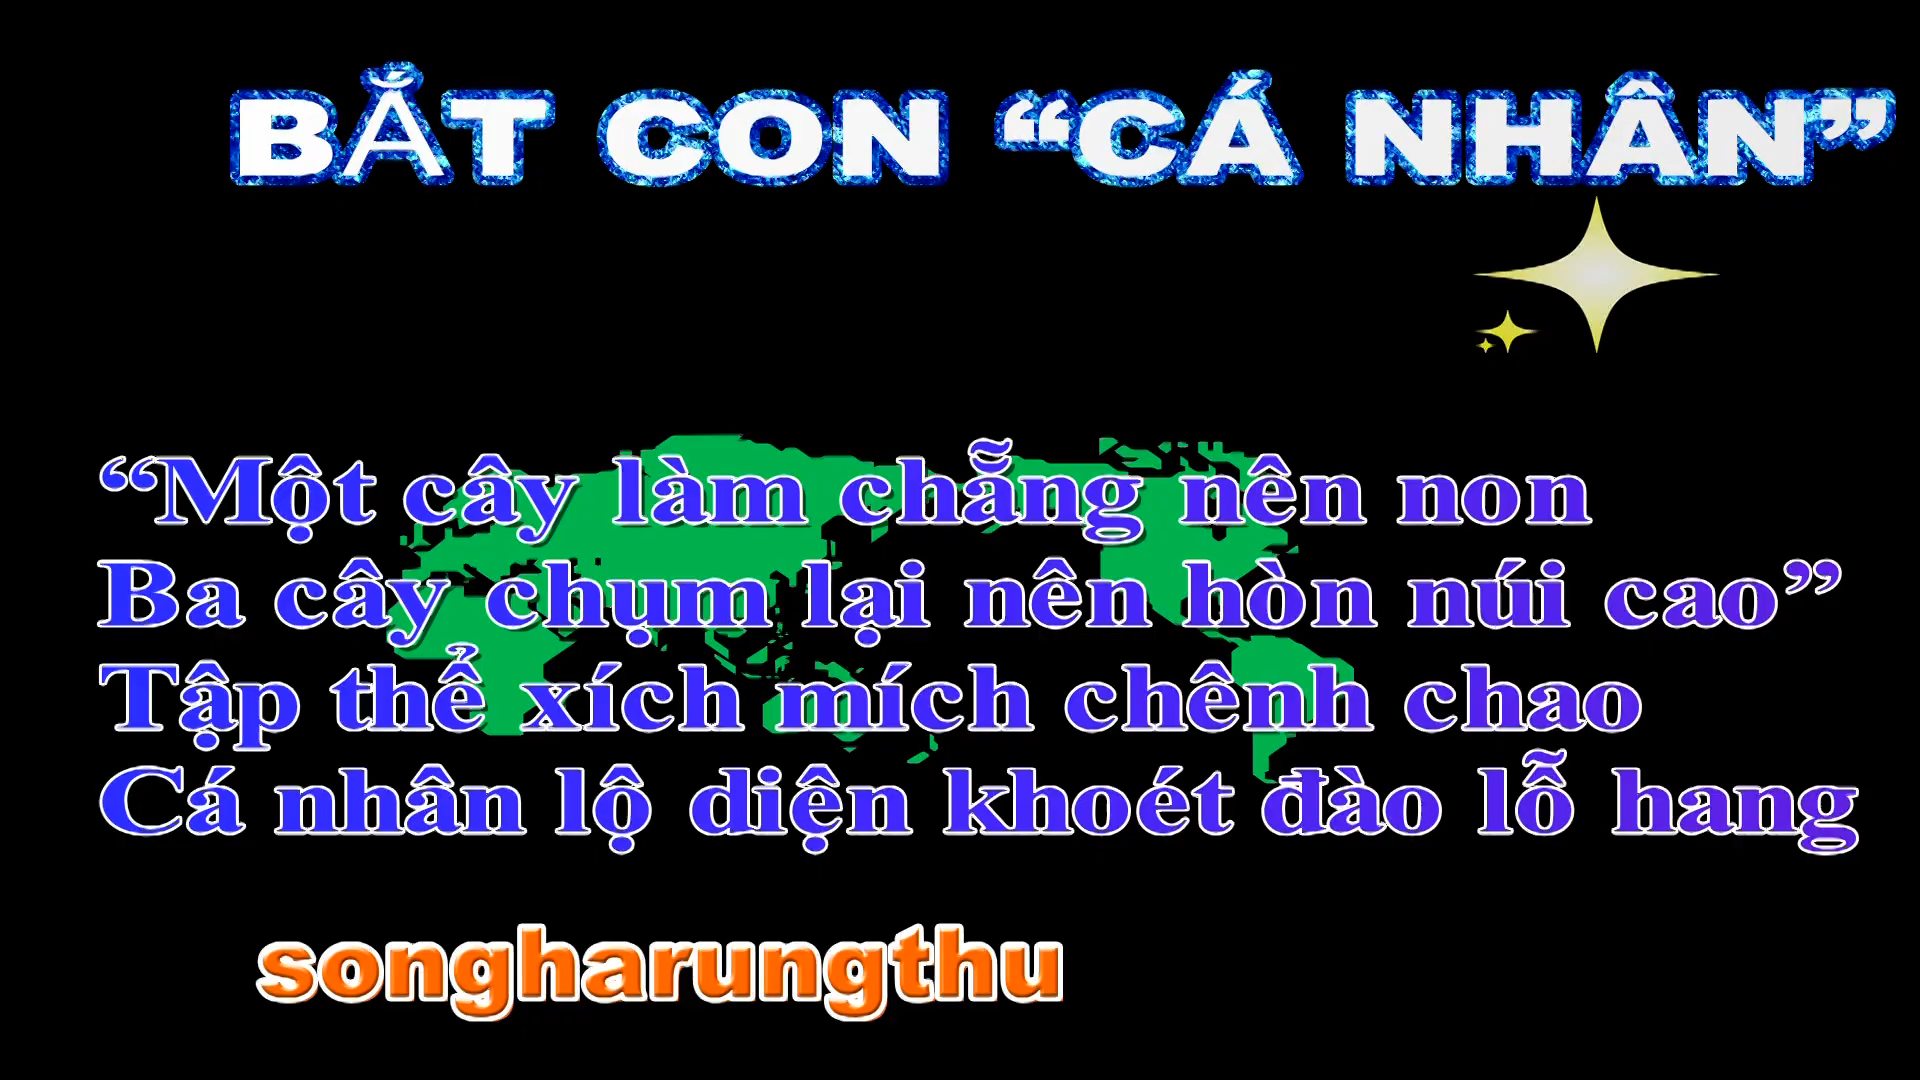 BẮT CON “CÁ NHÂN”
“Một cây làm chẵng nên non
Ba cây chụm lại nên hòn núi cao”
Tập thể xích mích chênh chao
Cá nhân lộ diện khoét đào lỗ hang
songharungthu